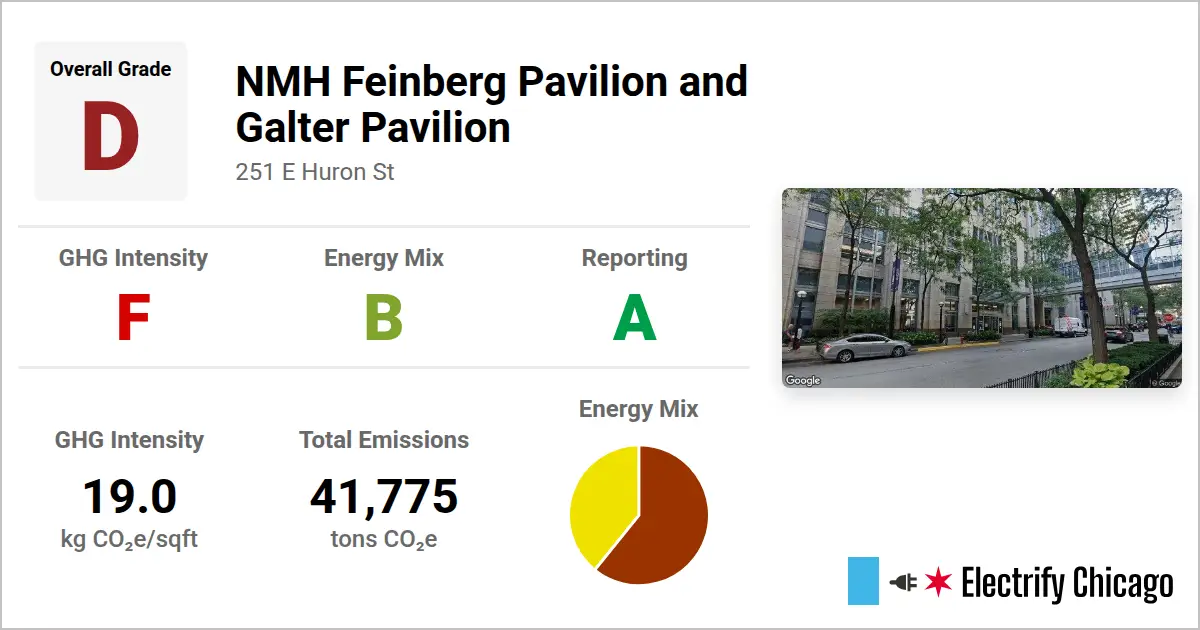 Overall Grade
D
NMH Feinberg Pavilion and
Galter Pavilion
251 E Huron St
GHG Intensity
F
Energy Mix
B
Reporting
A
GHG Intensity
19.0
kg CO₂e/sqft
Total Emissions
41,775
tons CO₂e
Energy Mix
Google
© Google
Electrify Chicago